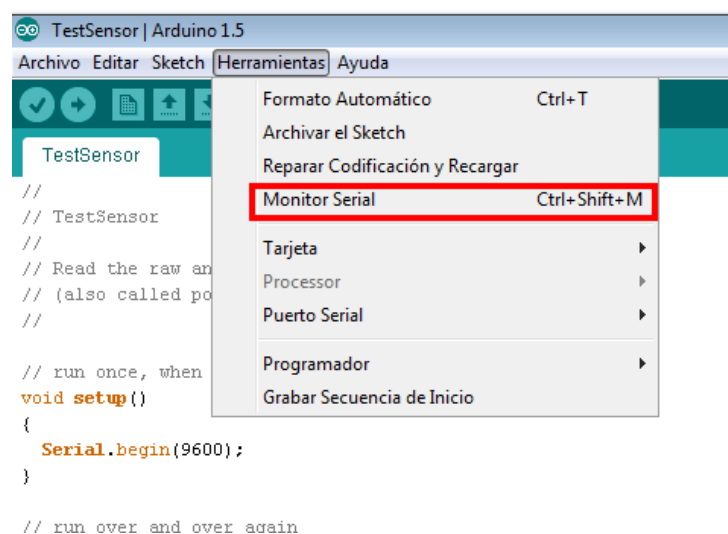 TestSensor | Arduino 1.5
Archivo Editar Sketch Herramientas Ayuda
Formato Automático Ctrl+T
Archivar el Sketch
Reparar Codificación y Recargar
Monitor Serial Ctrl+Shift+M
Tarjeta
Processor
Puerto Serial
Programador
Grabar Secuencia de Inicio
TestSensor
//
// TestSensor
//
// Read the raw an
// (also called po
//
// run once, when
void setup()
{
Serial.begin(9600);
}
// run over and over again